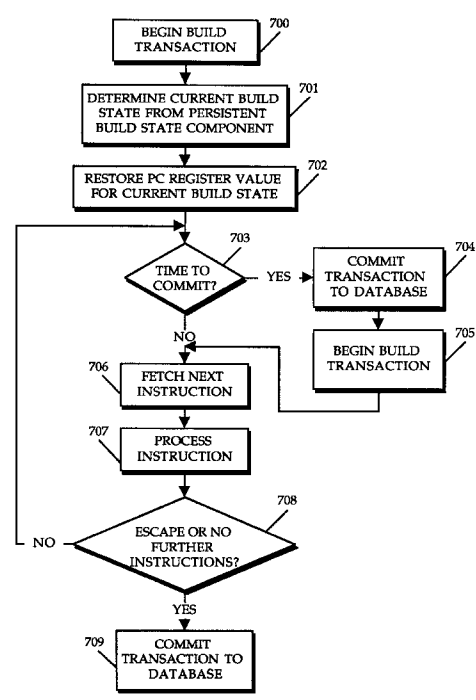 BEGIN BUILD
TRANSACTION
700
DETERMINE CURRENT BUILD
STATE FROM PERSISTENT
BUILD STATE COMPONENT
701
RESTORE PC REGISTER VALUE
FOR CURRENT BUILD STATE
702
TIME TO
COMMIT?
703
YES
COMMIT
TRANSACTION
TO DATABASE
704
NO
BEGIN BUILD
TRANSACTION
705
706
FETCH NEXT
INSTRUCTION
707
PROCESS
INSTRUCTION
ESCAPE OR NO
FURTHER
INSTRUCTIONS?
708
NO
YES
709
COMMIT
TRANSACTION TO
DATABASE